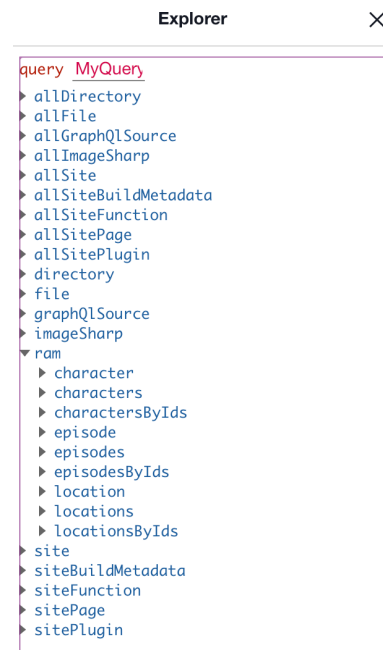 Explorer
query MyQuery
allDirectory
allFile
allGraphQlSource
allImageSharp
allSite
allSiteBuildMetadata
allSiteFunction
allSitePage
allSitePlugin
directory
file
graphQlSource
imageSharp
ram
character
characters
charactersByIds
episode
episodes
episodesByIds
location
locations
locationsByIds
site
siteBuildMetadata
siteFunction
sitePage
sitePlugin